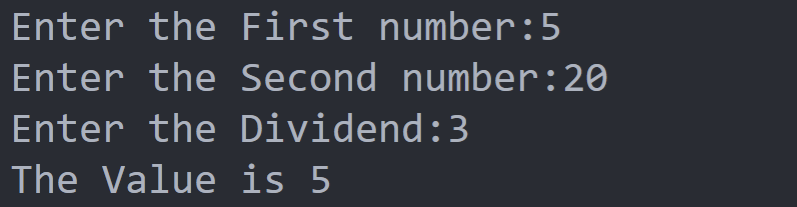 Enter the First number:5
Enter the Second number:20
Enter the Dividend:3
The Value is 5